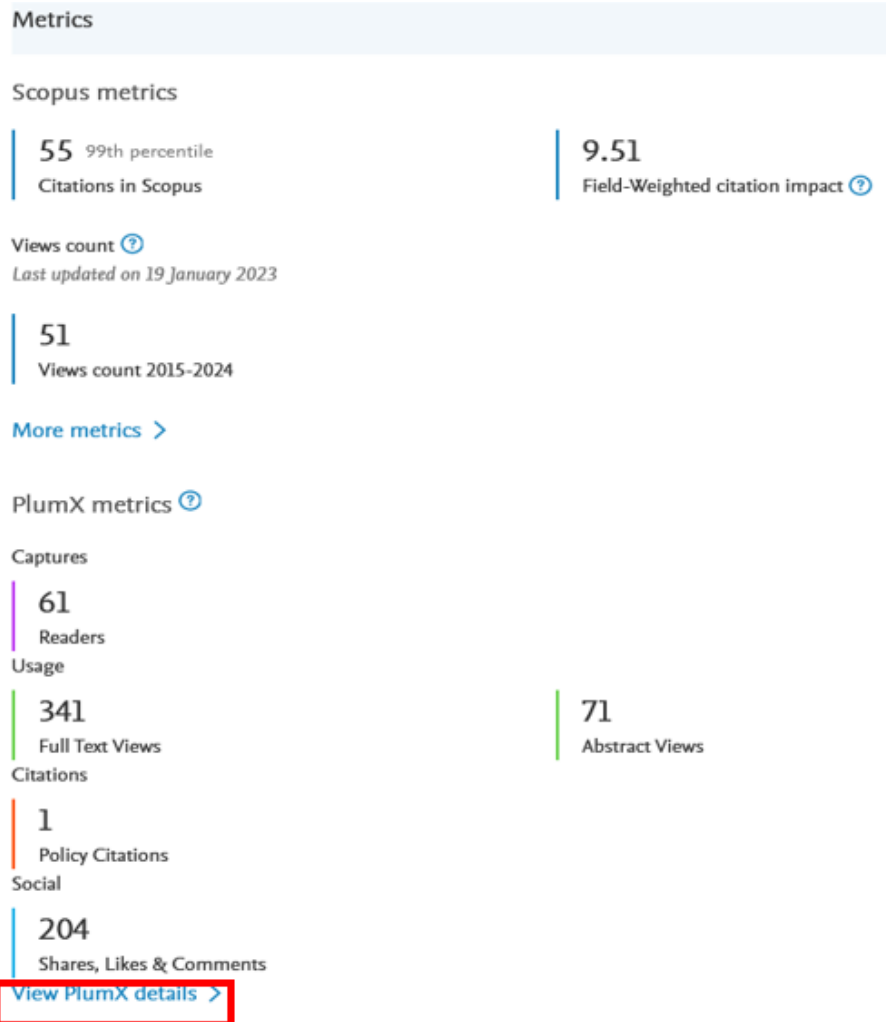 Metrics
Scopus metrics
55 99th percentile
Citations in Scopus
9.51
Field-Weighted citation impact ?
Views count ?
Last updated on 19 January 2023
51
Views count 2015-2024
More metrics >
PlumX metrics ?
Captures
61
Readers
Usage
341
Full Text Views
71
Abstract Views
Citations
1
Policy Citations
Social
204
Shares, Likes & Comments
View PlumX details >